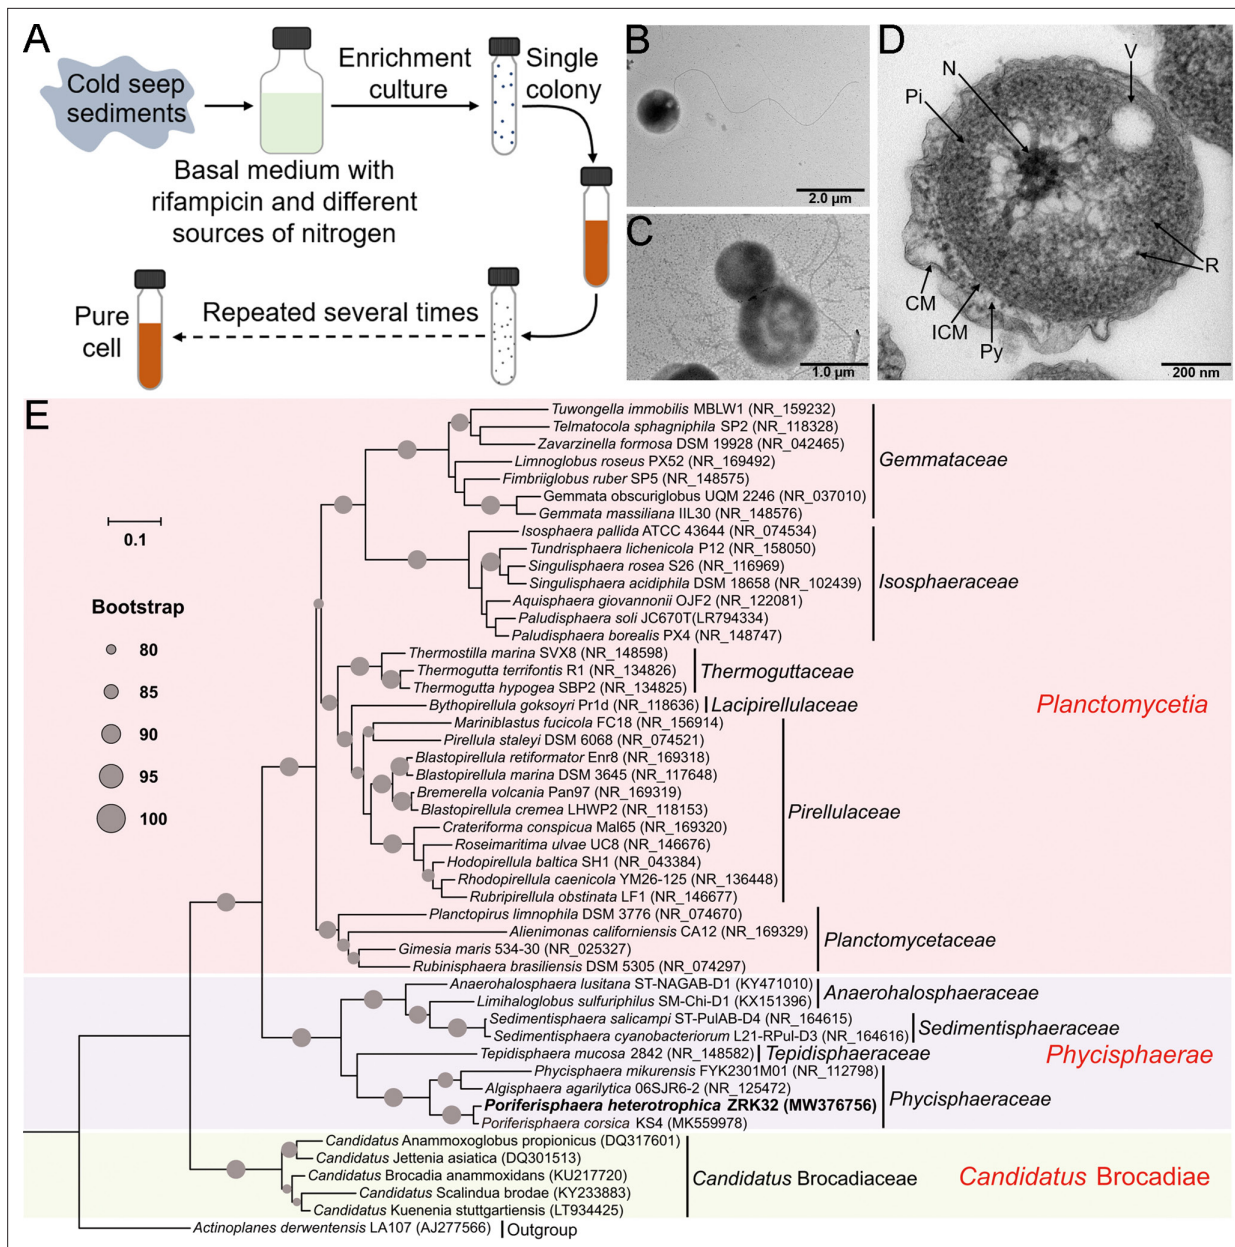 A
Cold seep
sediments
Enrichment
culture
Single
colony
Basal medium with
rifampicin and different
sources of nitrogen
Pure
cell
Repeated several times
B
2.0 µm
C
1.0 µm
D
N
V
Pi
R
CM
ICM
Py
200 nm
E
0.1
Bootstrap
80
85
90
95
100
Tuwongella immobilis MBLW1 (NR_159232)
Telmatocola sphagniphila SP2 (NR_118328)
Zavarzinella formosa DSM 19928 (NR_042465)
Limnoglobus roseus PX52 (NR_169492)
Fimbriiglobus ruber SP5 (NR_148575)
Gemmata obscuriglobus UQM 2246 (NR_037010)
Gemmata massiliana IIL30 (NR_148576)
Gemmataceae
Isosphaera pallida ATCC 43644 (NR_074534)
Tundrisphaera lichenicola P12 (NR_158050)
Singulisphaera rosea S26 (NR_116969)
Singulisphaera acidiphila DSM 18658 (NR_102439)
Aquisphaera giovannonii OJF2 (NR_122081)
Paludisphaera soli JC670T(LR794334)
Paludisphaera borealis PX4 (NR_148747)
Isosphaeraceae
Thermostilla marina SVX8 (NR_148598)
Thermogutta terrifontis R1 (NR_134826)
Thermogutta hypogea SBP2 (NR_134825)
Thermoguttaceae
Bythopirellula goksoyri Pr1d (NR_118636)
Lacipirellulaceae
Mariniblastus fucicola FC18 (NR_156914)
Pirellula staleyi DSM 6068 (NR_074521)
Blastopirellula retiformator Enr8 (NR_169318)
Blastopirellula marina DSM 3645 (NR_117648)
Bremerella volcania Pan97 (NR_169319)
Blastopirellula cremea LHWP2 (NR_118153)
Crateriforma conspicua Mal65 (NR_169320)
Roseimaritima ulvae UC8 (NR_146676)
Hodopirellula baltica SH1 (NR_043384)
Rhodopirellula caenicola YM26-125 (NR_136448)
Rubripirellula obstinata LF1 (NR_146677)
Pirellulaceae
Planctopirus limnophila DSM 3776 (NR_074670)
Alienimonas californiensis CA12 (NR_169329)
Gimesia maris 534-30 (NR_025327)
Rubinisphaera brasiliensis DSM 5305 (NR_074297)
Planctomycetaceae
Planctomycetia
Anaerohalosphaera lusitana ST-NAGAB-D1 (KY471010)
Limihaloglobus sulfuriphilus SM-Chi-D1 (KX151396)
Anaerohalosphaeraceae
Sedimentisphaera salicampi ST-PulAB-D4 (NR_164615)
Sedimentisphaera cyanobacteriorum L21-RPul-D3 (NR_164616)
Sedimentisphaeraceae
Tepidisphaera mucosa 2842 (NR_148582)
Tepidisphaeraceae
Phycisphaera mikurensis FYK2301M01 (NR_112798)
Algisphaera agarilytica 06SJR6-2 (NR_125472)
Poriferisphaera heterotrophica ZRK32 (MW376756)
Poriferisphaera corsica KS4 (MK559978)
Phycisphaeraceae
Phycisphaerae
Candidatus Anammoxoglobus propionicus (DQ317601)
Candidatus Jettenia asiatica (DQ301513)
Candidatus Brocadia anammoxidans (KU217720)
Candidatus Scalindua brodae (KY233883)
Candidatus Kuenenia stuttgartiensis (LT934425)
Candidatus Brocadiaceae
Candidatus Brocadiae
Actinoplanes derwentensis LA107 (AJ277566)
Outgroup